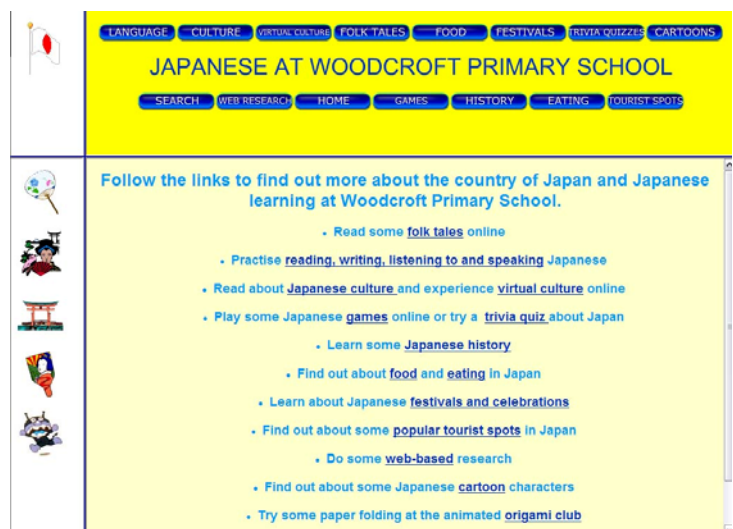 LANGUAGE CULTURE VIRTUAL CULTURE FOLK TALES FOOD FESTIVALS TRIVIA QUIZZES CARTOONS
JAPANESE AT WOODCROFT PRIMARY SCHOOL
SEARCH WEB RESEARCH HOME GAMES HISTORY EATING TOURIST SPOTS
Follow the links to find out more about the country of Japan and Japanese
learning at Woodcroft Primary School.
• Read some folk tales online
• Practise reading, writing, listening to and speaking Japanese
• Read about Japanese culture and experience virtual culture online
• Play some Japanese games online or try a trivia quiz about Japan
• Learn some Japanese history
• Find out about food and eating in Japan
• Learn about Japanese festivals and celebrations
• Find out about some popular tourist spots in Japan
• Do some web-based research
• Find out about some Japanese cartoon characters
• Try some paper folding at the animated origami club